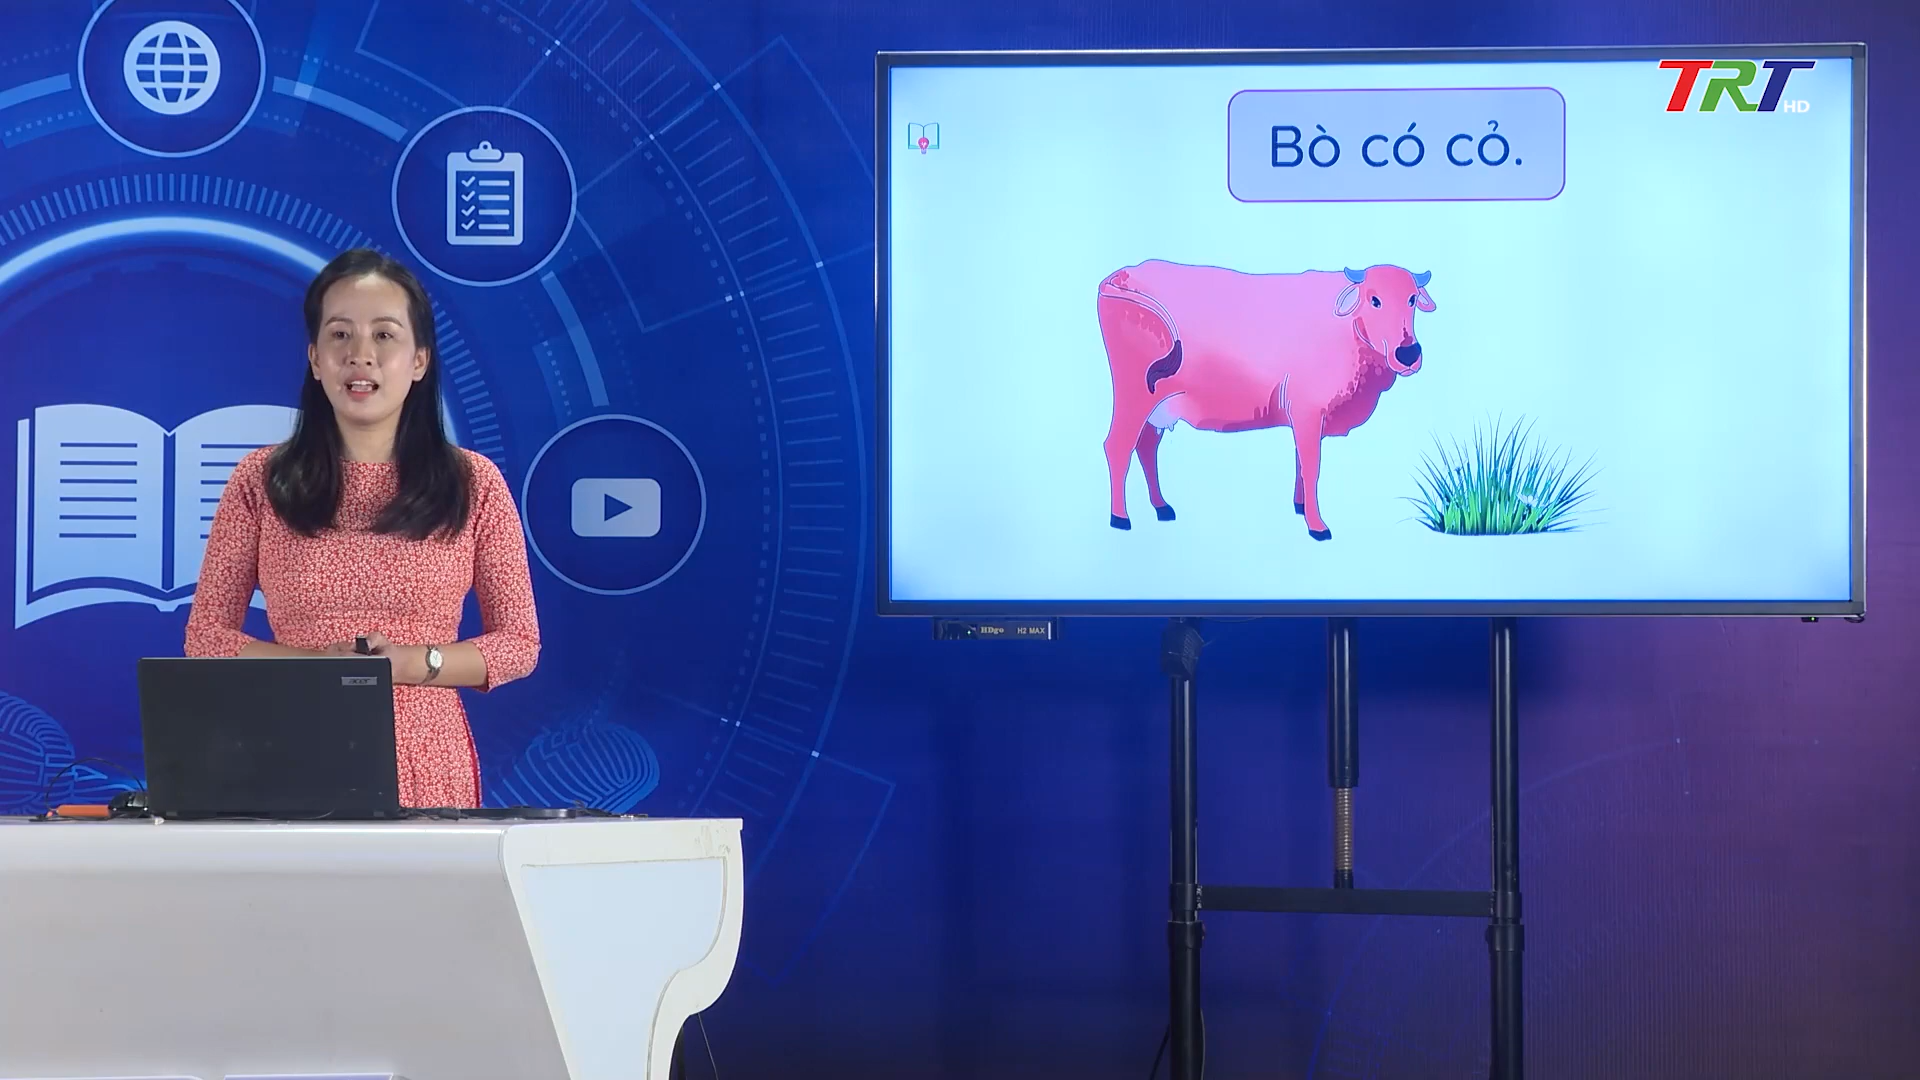 TRT HD
Bò có cỏ.
HDgo H2 MAX
acer